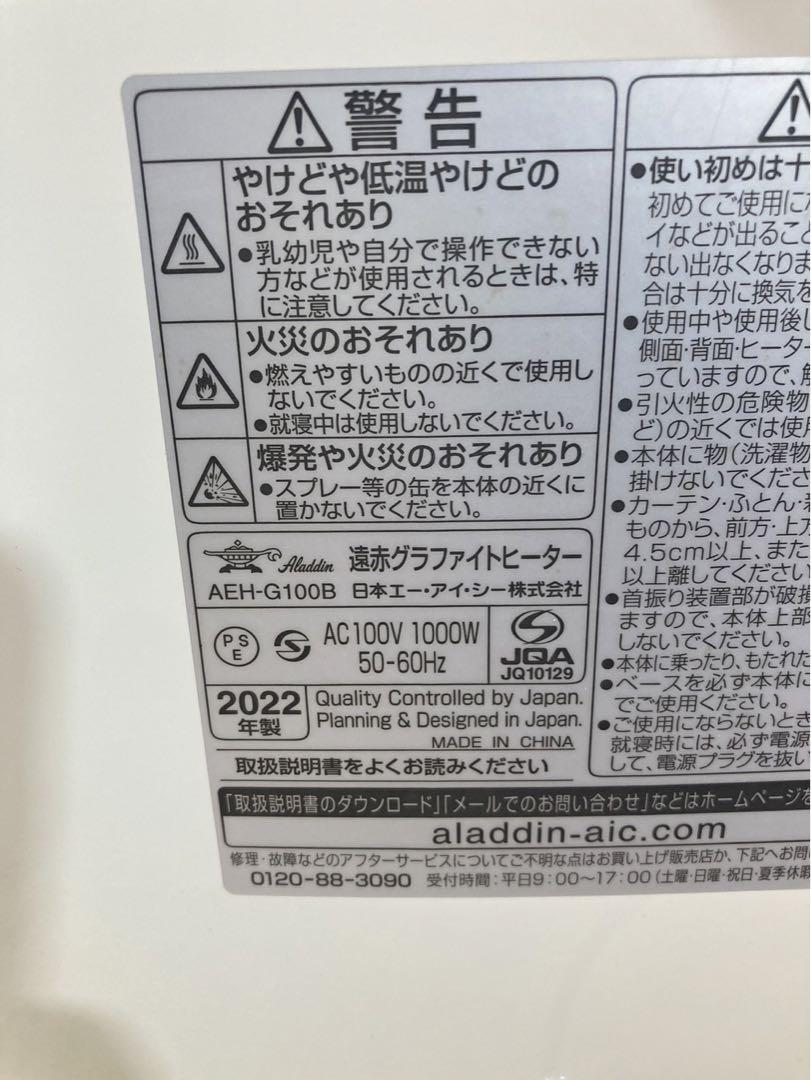 警告
やけどや低温やけどの
おそれあり
●乳幼児や自分で操作できない
方などが使用されるときは、特
に注意してください。
火災のおそれあり
●燃えやすいものの近くで使用し
ないでください。
●就寝中は使用しないでください。
爆発や火災のおそれあり
●スプレー等の缶を本体の近くに
置かないでください。
Aladdin 遠赤グラファイトヒーター
AEH-G100B 日本エー・アイ・シー株式会社
PSE AC100V 1000W
50-60Hz
JQA
JQ10129
2022
年製
Quality Controlled by Japan.
Planning & Designed in Japan.
MADE IN CHINA
取扱説明書をよくお読みください
●使い初めは十
初めてご使用に
イなどが出ること
ない出なくなりま
合は十分に換気を
●使用中や使用後
側面・背面・ヒータ
っていますので、
●引火性の危険物
ど)の近くでは使
●本体に物(洗濯物
掛けないでくださ
●カーテン・ふとん・
ものから、前方・上方
4.5cm以上、また
以上離してください
●首振り装置部が破損
ますので、本体上部
しないでください。
●本体に乗ったり、もたれた
●ベースを必ず本体に
でご使用ください。
●ご使用にならないとき
就寝時には、必ず電源
して、電源プラグを抜い
「取扱説明書のダウンロード」「メールでのお問い合わせ」などはホームページを
aladdin-aic.com
修理・故障などのアフターサービスについてご不明な点はお買い上げ販売店か、下記へお問
0120-88-3090 受付時間:平日9:00〜17:00(土曜・日曜・祝日・夏季休暇